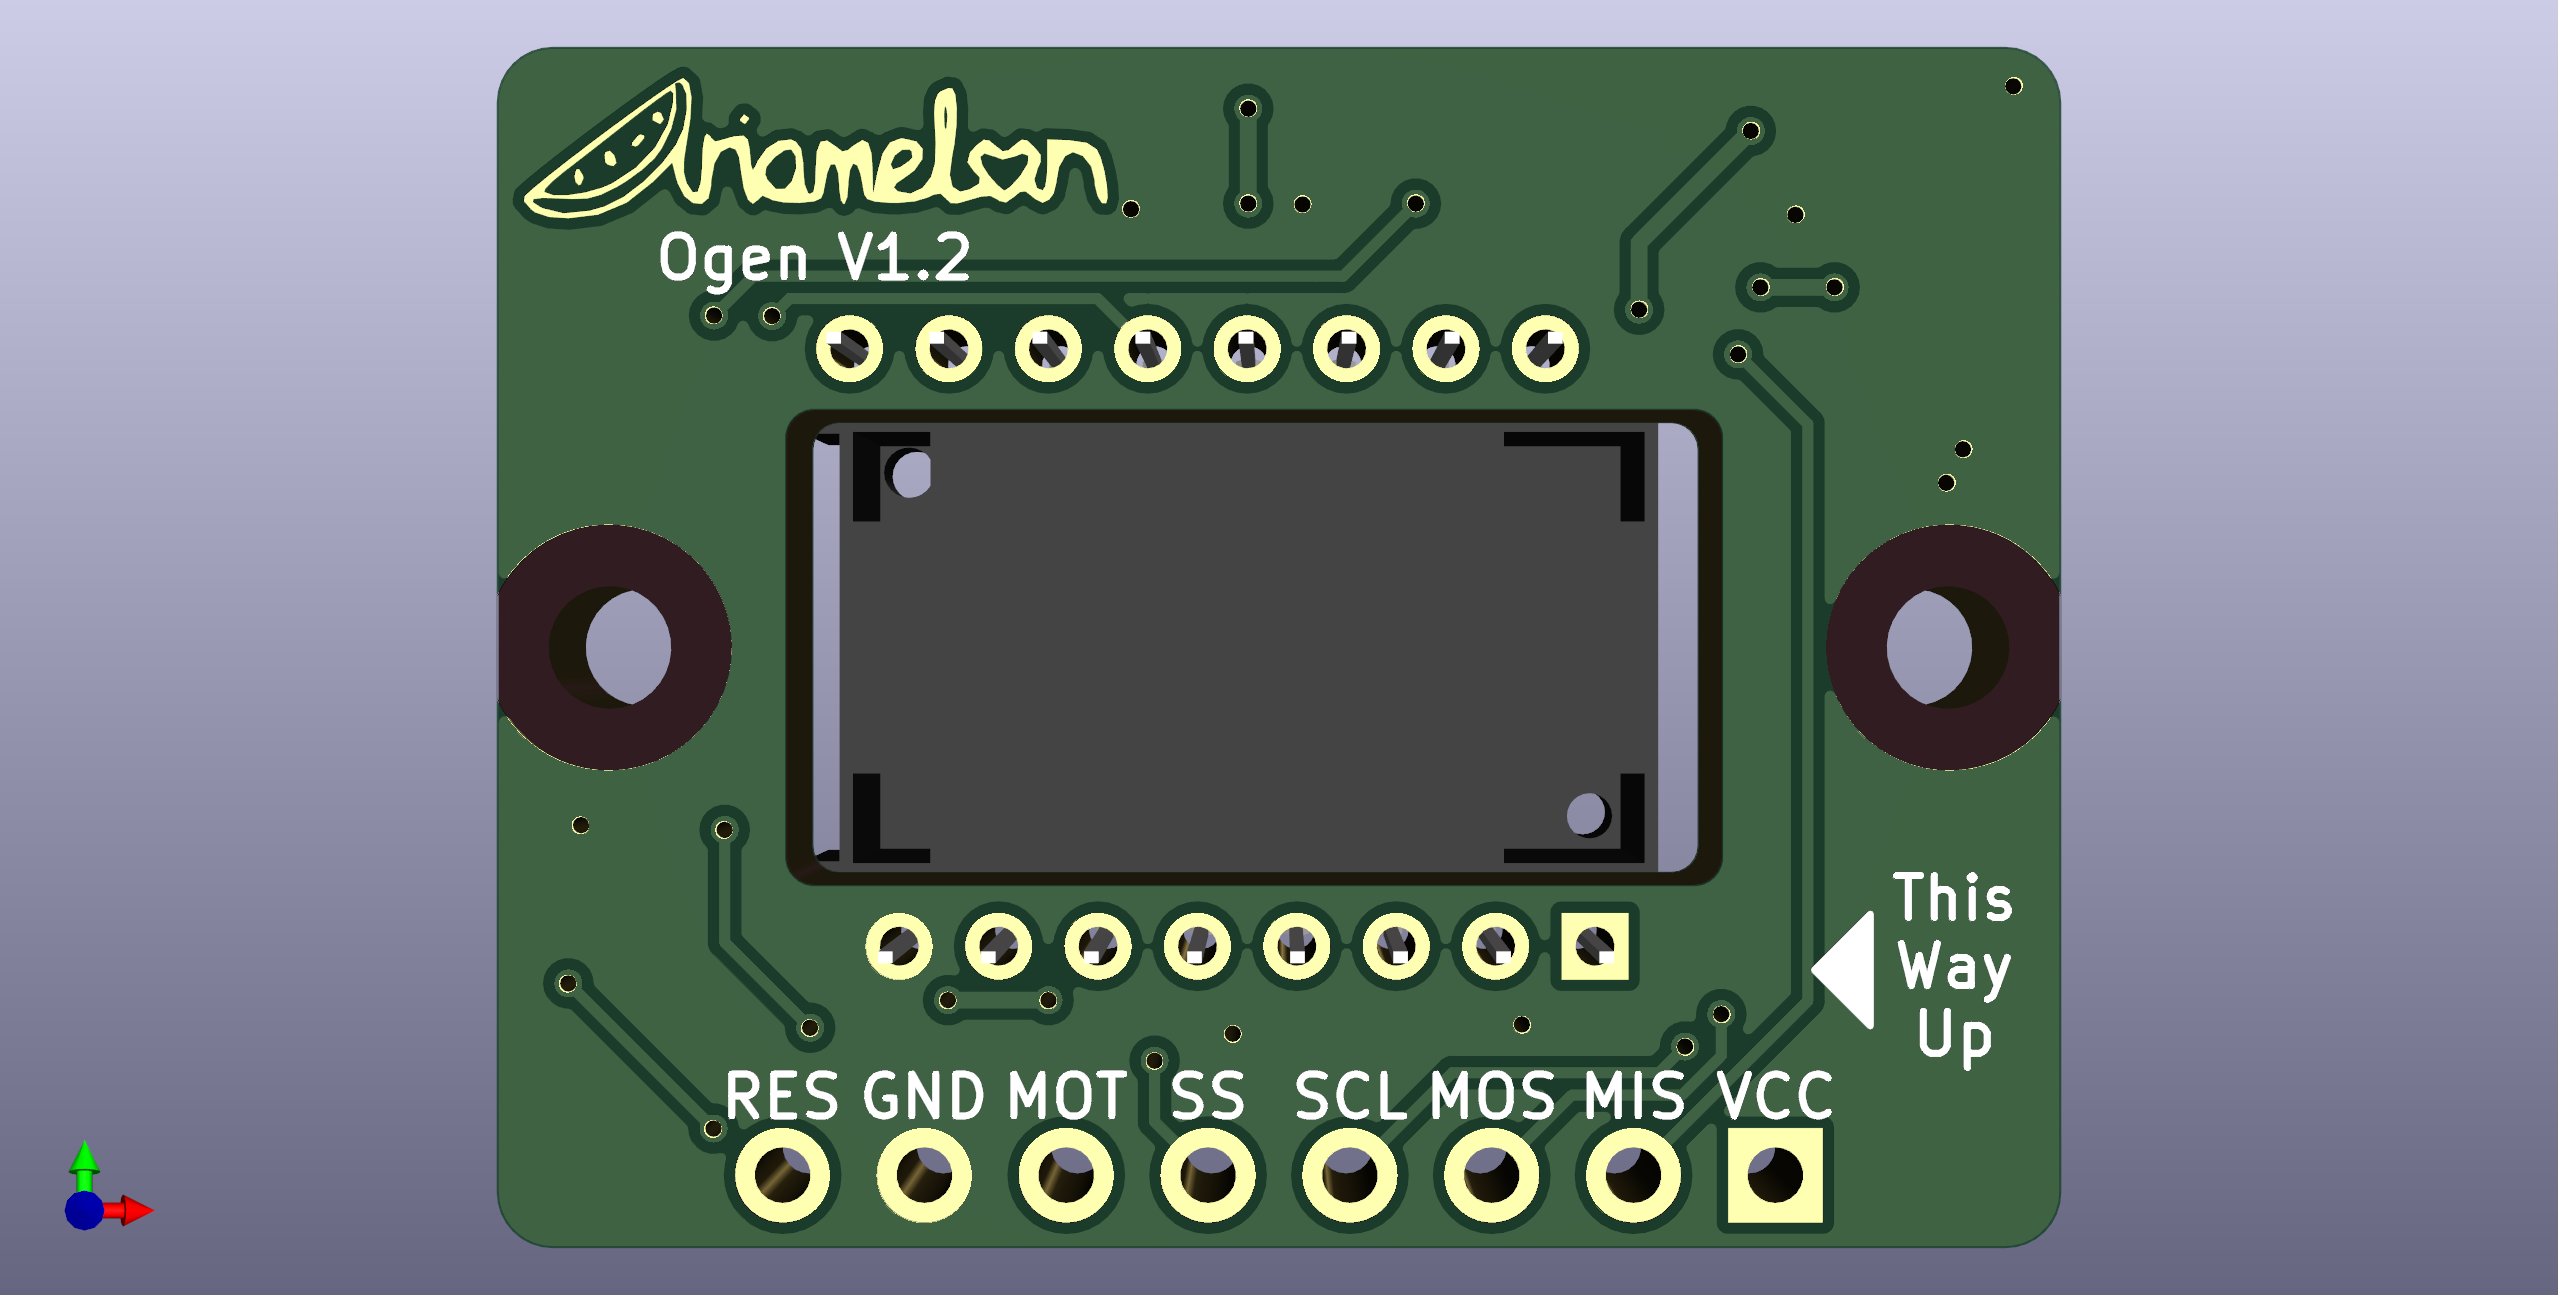 Ariamelon
Ogen V1.2
This
Way
Up
RES GND MOT SS SCL MOS MIS VCC